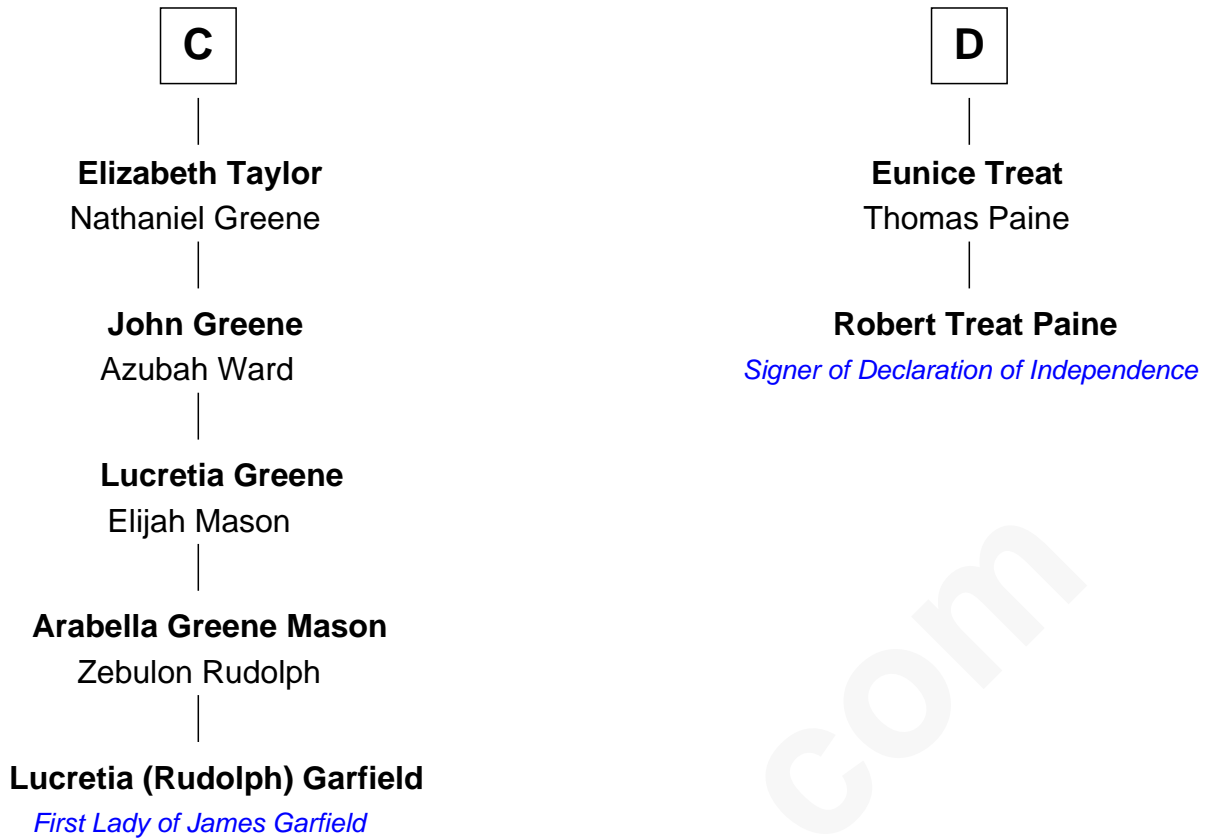 C
Elizabeth Taylor
Nathaniel Greene
John Greene
Azubah Ward
Lucretia Greene
Elijah Mason
Arabella Greene Mason
Zebulon Rudolph
Lucretia (Rudolph) Garfield
First Lady of James Garfield
D
Eunice Treat
Thomas Paine
Robert Treat Paine
Signer of Declaration of Independence
com